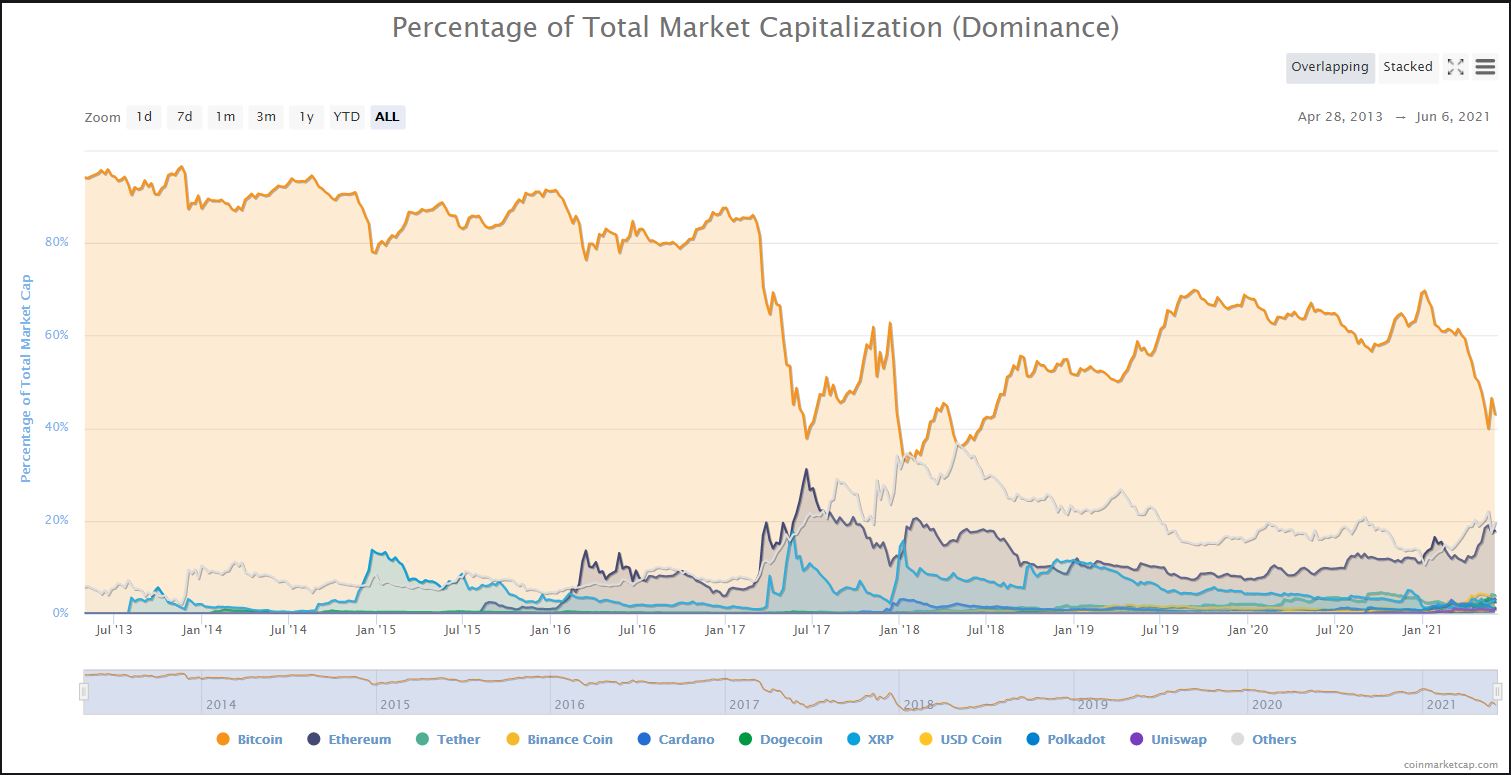 Percentage of Total Market Capitalization (Dominance)
Overlapping Stacked
Zoom 1d 7d 1m 3m 1y YTD ALL
Apr 28, 2013 → Jun 6, 2021
Percentage of Total Market Cap
80%
60%
40%
20%
0%
Jul '13 Jan '14 Jul '14 Jan '15 Jul '15 Jan '16 Jul '16 Jan '17 Jul '17 Jan '18 Jul '18 Jan '19 Jul '19 Jan '20 Jul '20 Jan '21
2014 2015 2016 2017 2018 2019 2020 2021
Bitcoin Ethereum Tether Binance Coin Cardano Dogecoin XRP USD Coin Polkadot Uniswap Others
coinmarketcap.com